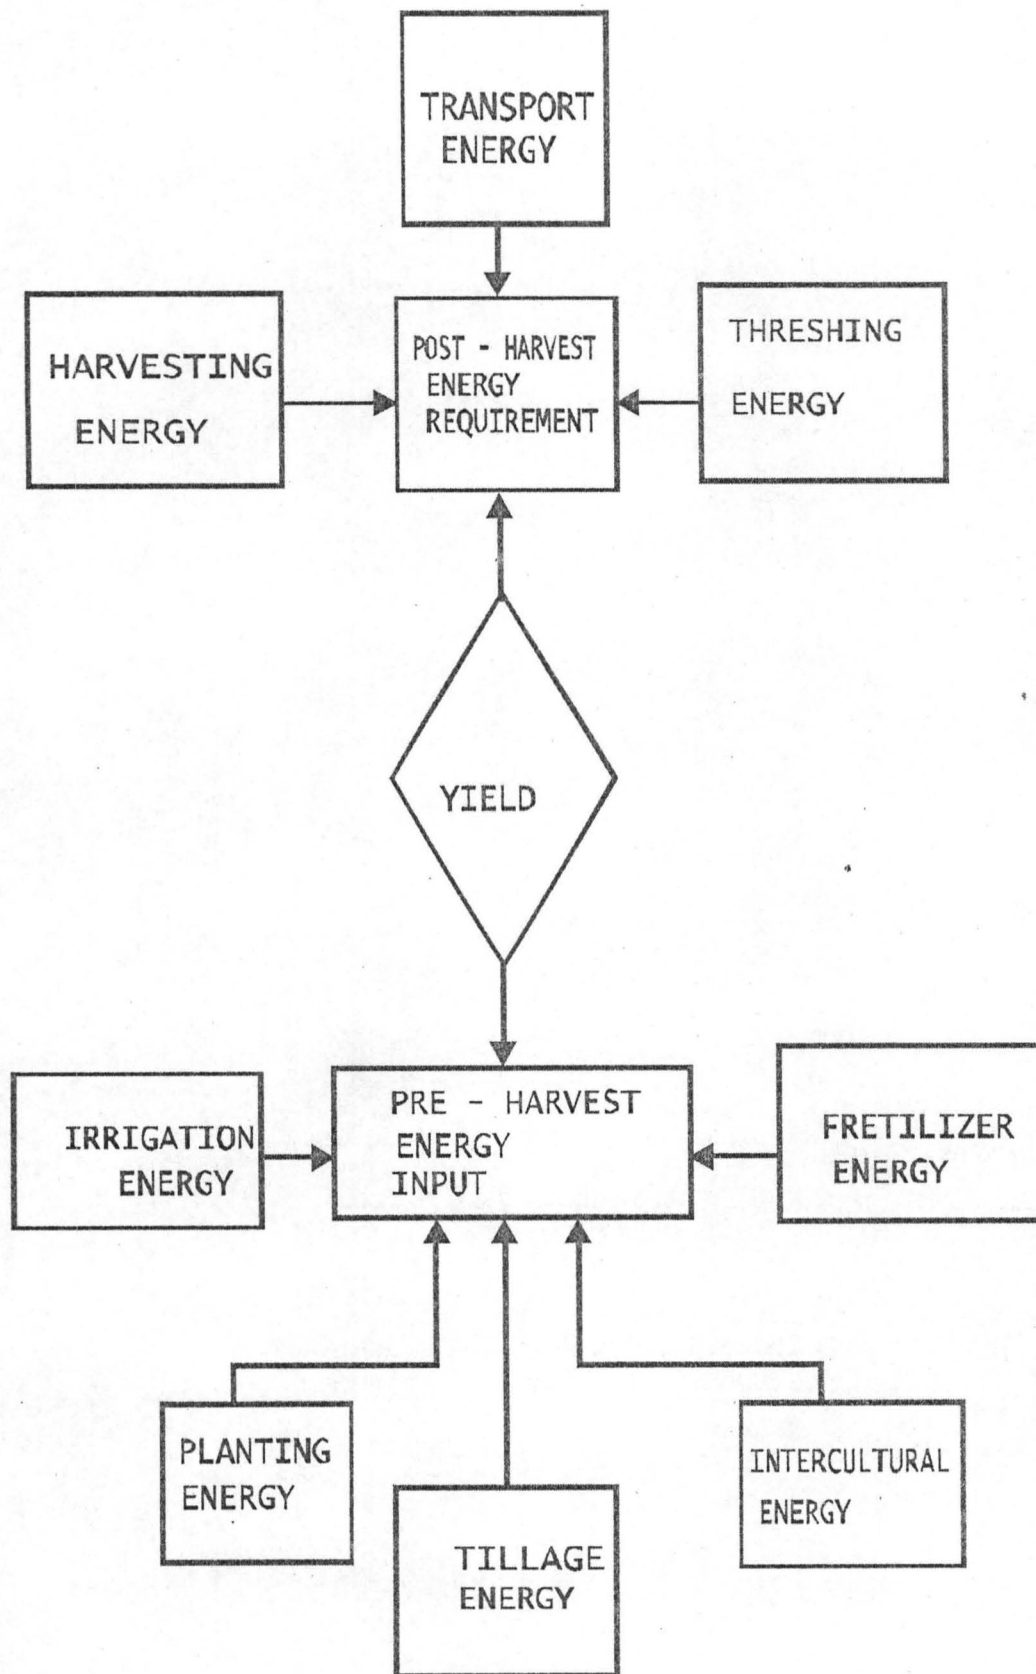 TRANSPORT
ENERGY
HARVESTING
ENERGY
POST - HARVEST
ENERGY
REQUIREMENT
THRESHING
ENERGY
YIELD
IRRIGATION
ENERGY
PRE - HARVEST
ENERGY
INPUT
FRETILIZER
ENERGY
PLANTING
ENERGY
TILLAGE
ENERGY
INTERCULTURAL
ENERGY